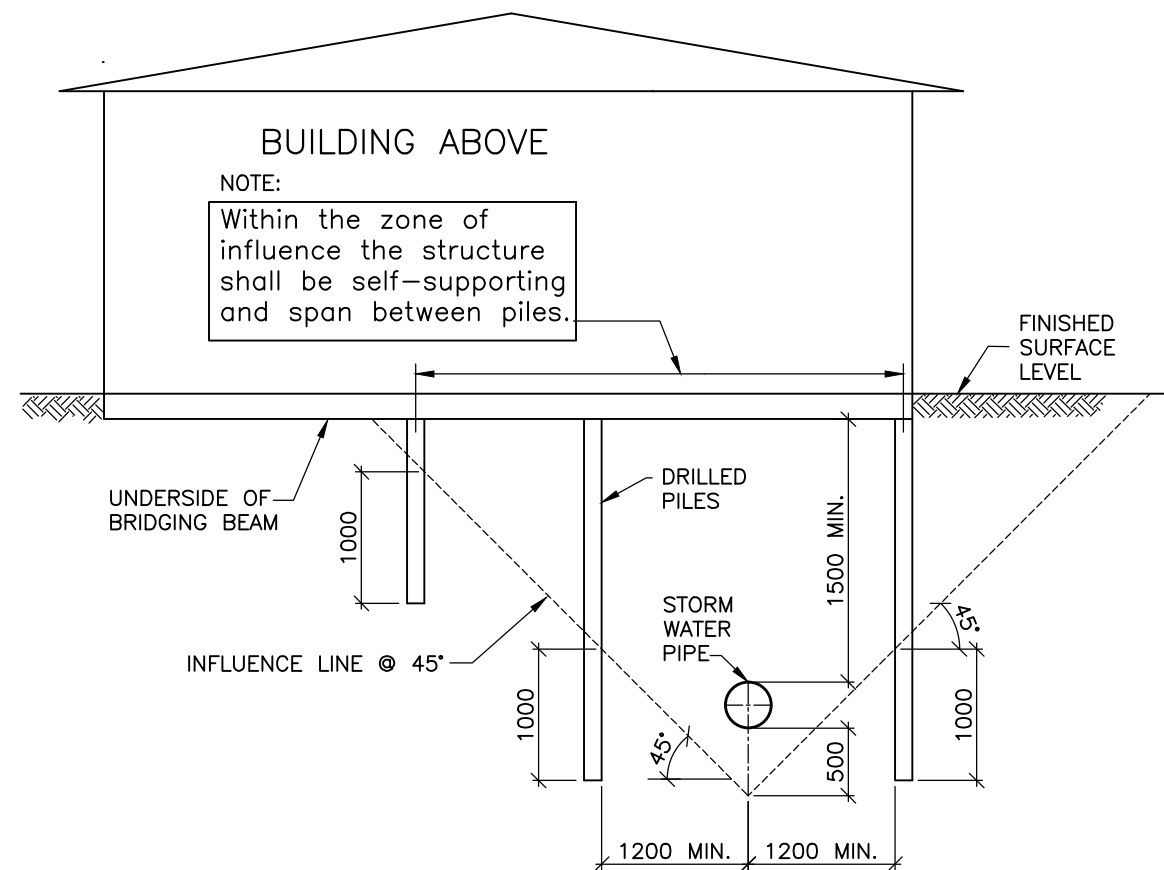 BUILDING ABOVE
NOTE:
Within the zone of
influence the structure
shall be self-supporting
and span between piles.
FINISHED
SURFACE
LEVEL
UNDERSIDE OF
BRIDGING BEAM
1000
DRILLED
PILES
1500 MIN.
STORM
WATER
PIPE
45°
INFLUENCE LINE @ 45°
1000
45°
500
1000
1200 MIN.
1200 MIN.